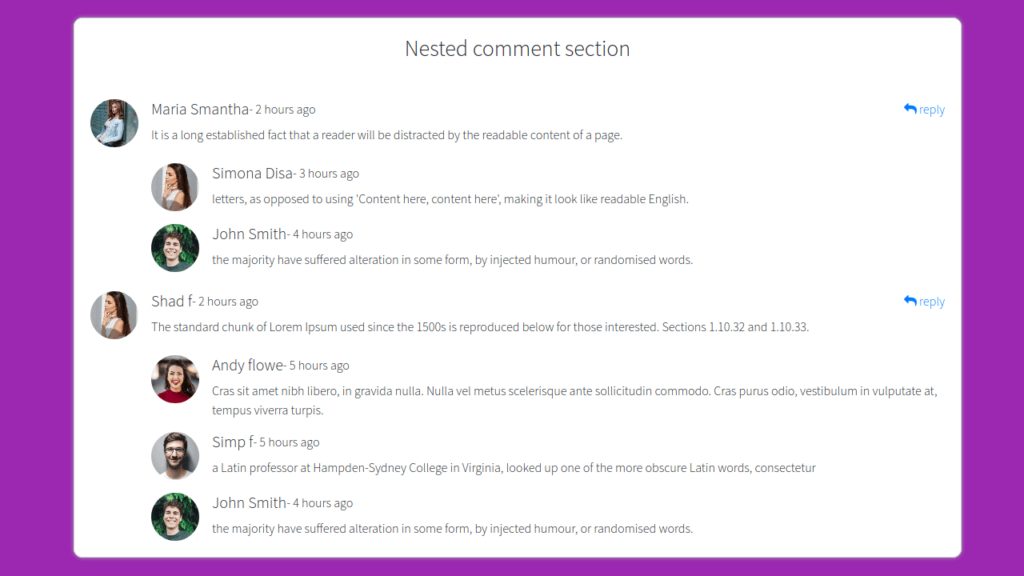 Nested comment section
Maria Smantha- 2 hours ago
reply
It is a long established fact that a reader will be distracted by the readable content of a page.
Simona Disa- 3 hours ago
letters, as opposed to using 'Content here, content here', making it look like readable English.
John Smith- 4 hours ago
the majority have suffered alteration in some form, by injected humour, or randomised words.
Shad f- 2 hours ago
reply
The standard chunk of Lorem Ipsum used since the 1500s is reproduced below for those interested. Sections 1.10.32 and 1.10.33.
Andy flowe- 5 hours ago
Cras sit amet nibh libero, in gravida nulla. Nulla vel metus scelerisque ante sollicitudin commodo. Cras purus odio, vestibulum in vulputate at,
tempus viverra turpis.
Simp f- 5 hours ago
a Latin professor at Hampden-Sydney College in Virginia, looked up one of the more obscure Latin words, consectetur
John Smith- 4 hours ago
the majority have suffered alteration in some form, by injected humour, or randomised words.